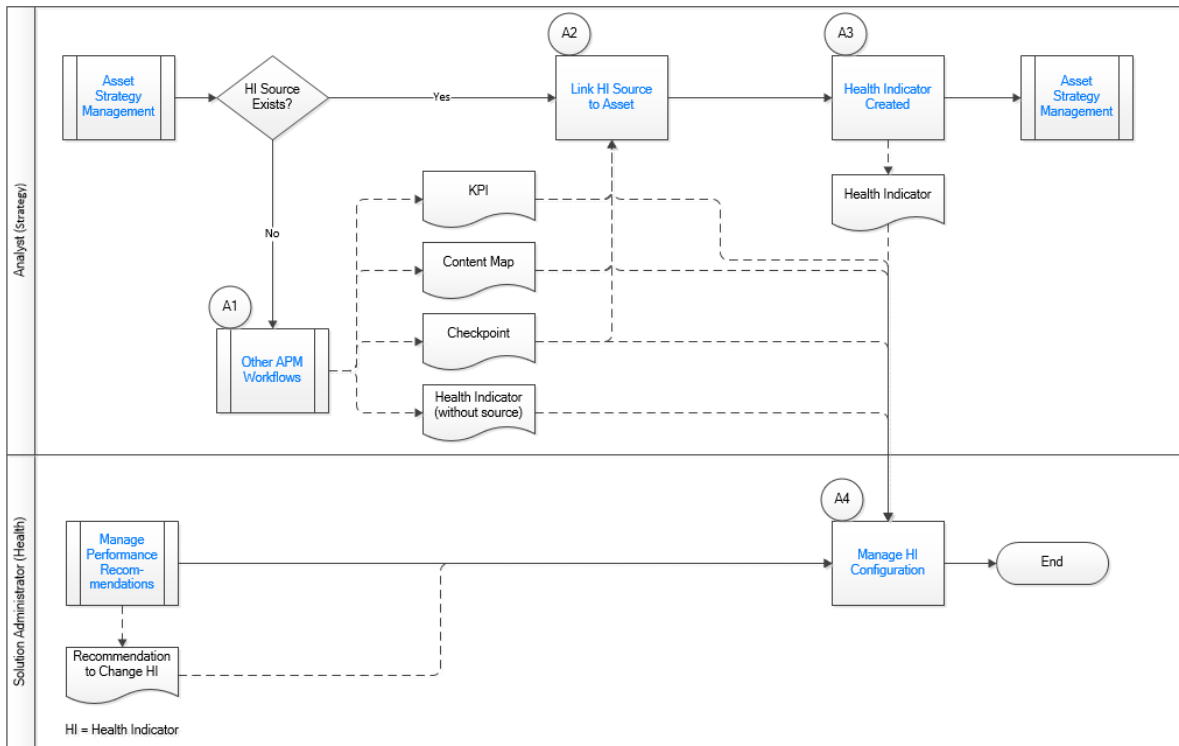 Analyst (Strategy)
A2
A3
Asset
Strategy
Management
HI Source
Exists?
Yes
Link HI Source
to Asset
Health Indicator
Created
Asset
Strategy
Management
KPI
Health Indicator
No
Content Map
A1
Other APM
Workflows
Checkpoint
Health Indicator
(without source)
Solution Administrator (Health)
A4
Manage
Performance
Recom-
mendations
Manage HI
Configuration
End
Recommendation
to Change HI
HI = Health Indicator